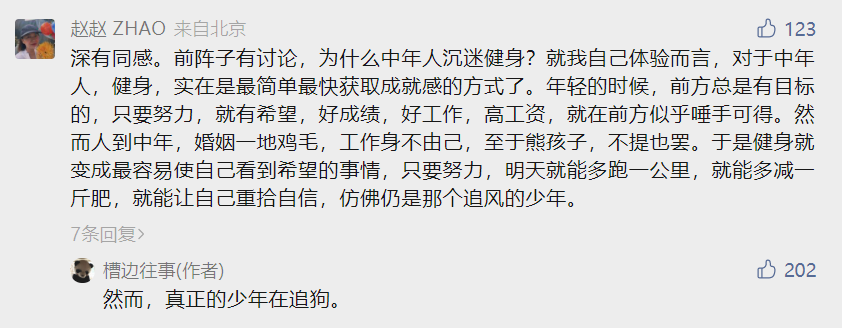 赵赵 ZHAO 来自北京 123
深有同感。前阵子有讨论，为什么中年人沉迷健身？就我自己体验而言，对于中年
人，健身，实在是最简单最快获取成就感的方式了。年轻的时候，前方总是有目标
的，只要努力，就有希望，好成绩，好工作，高工资，就在前方似乎唾手可得。然
而人到中年，婚姻一地鸡毛，工作身不由己，至于熊孩子，不提也罢。于是健身就
变成最容易使自己看到希望的事情，只要努力，明天就能多跑一公里，就能多减一
斤肥，就能让自己重拾自信，仿佛仍是那个追风的少年。
7条回复>
槽边往事(作者) 202
然而，真正的少年在追狗。